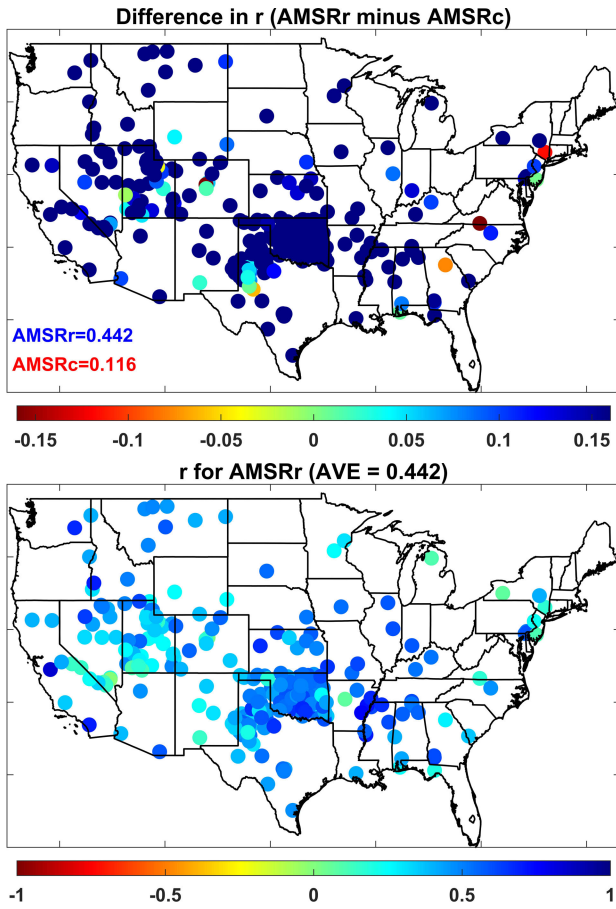 Difference in r (AMSRr minus AMSRc)
AMSRr=0.442
AMSRc=0.116
-0.15 -0.1 -0.05 0 0.05 0.1 0.15
r for AMSRr (AVE = 0.442)
-1 -0.5 0 0.5 1